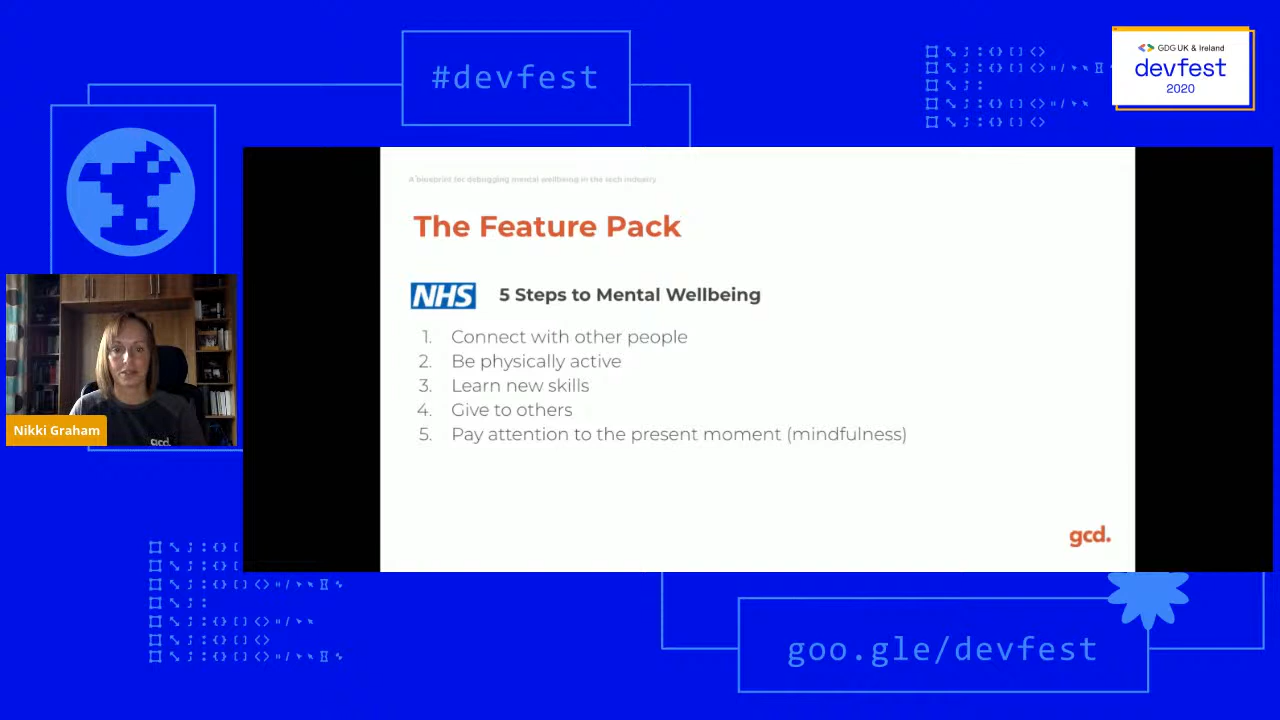 #devfest
GDG UK & Ireland
devfest
2020
A blueprint for debugging mental wellbeing in the tech industry
The Feature Pack
NHS
5 Steps to Mental Wellbeing
1. Connect with other people
2. Be physically active
3. Learn new skills
4. Give to others
5. Pay attention to the present moment (mindfulness)
gcd.
Nikki Graham
gcd.
goo.gle/devfest